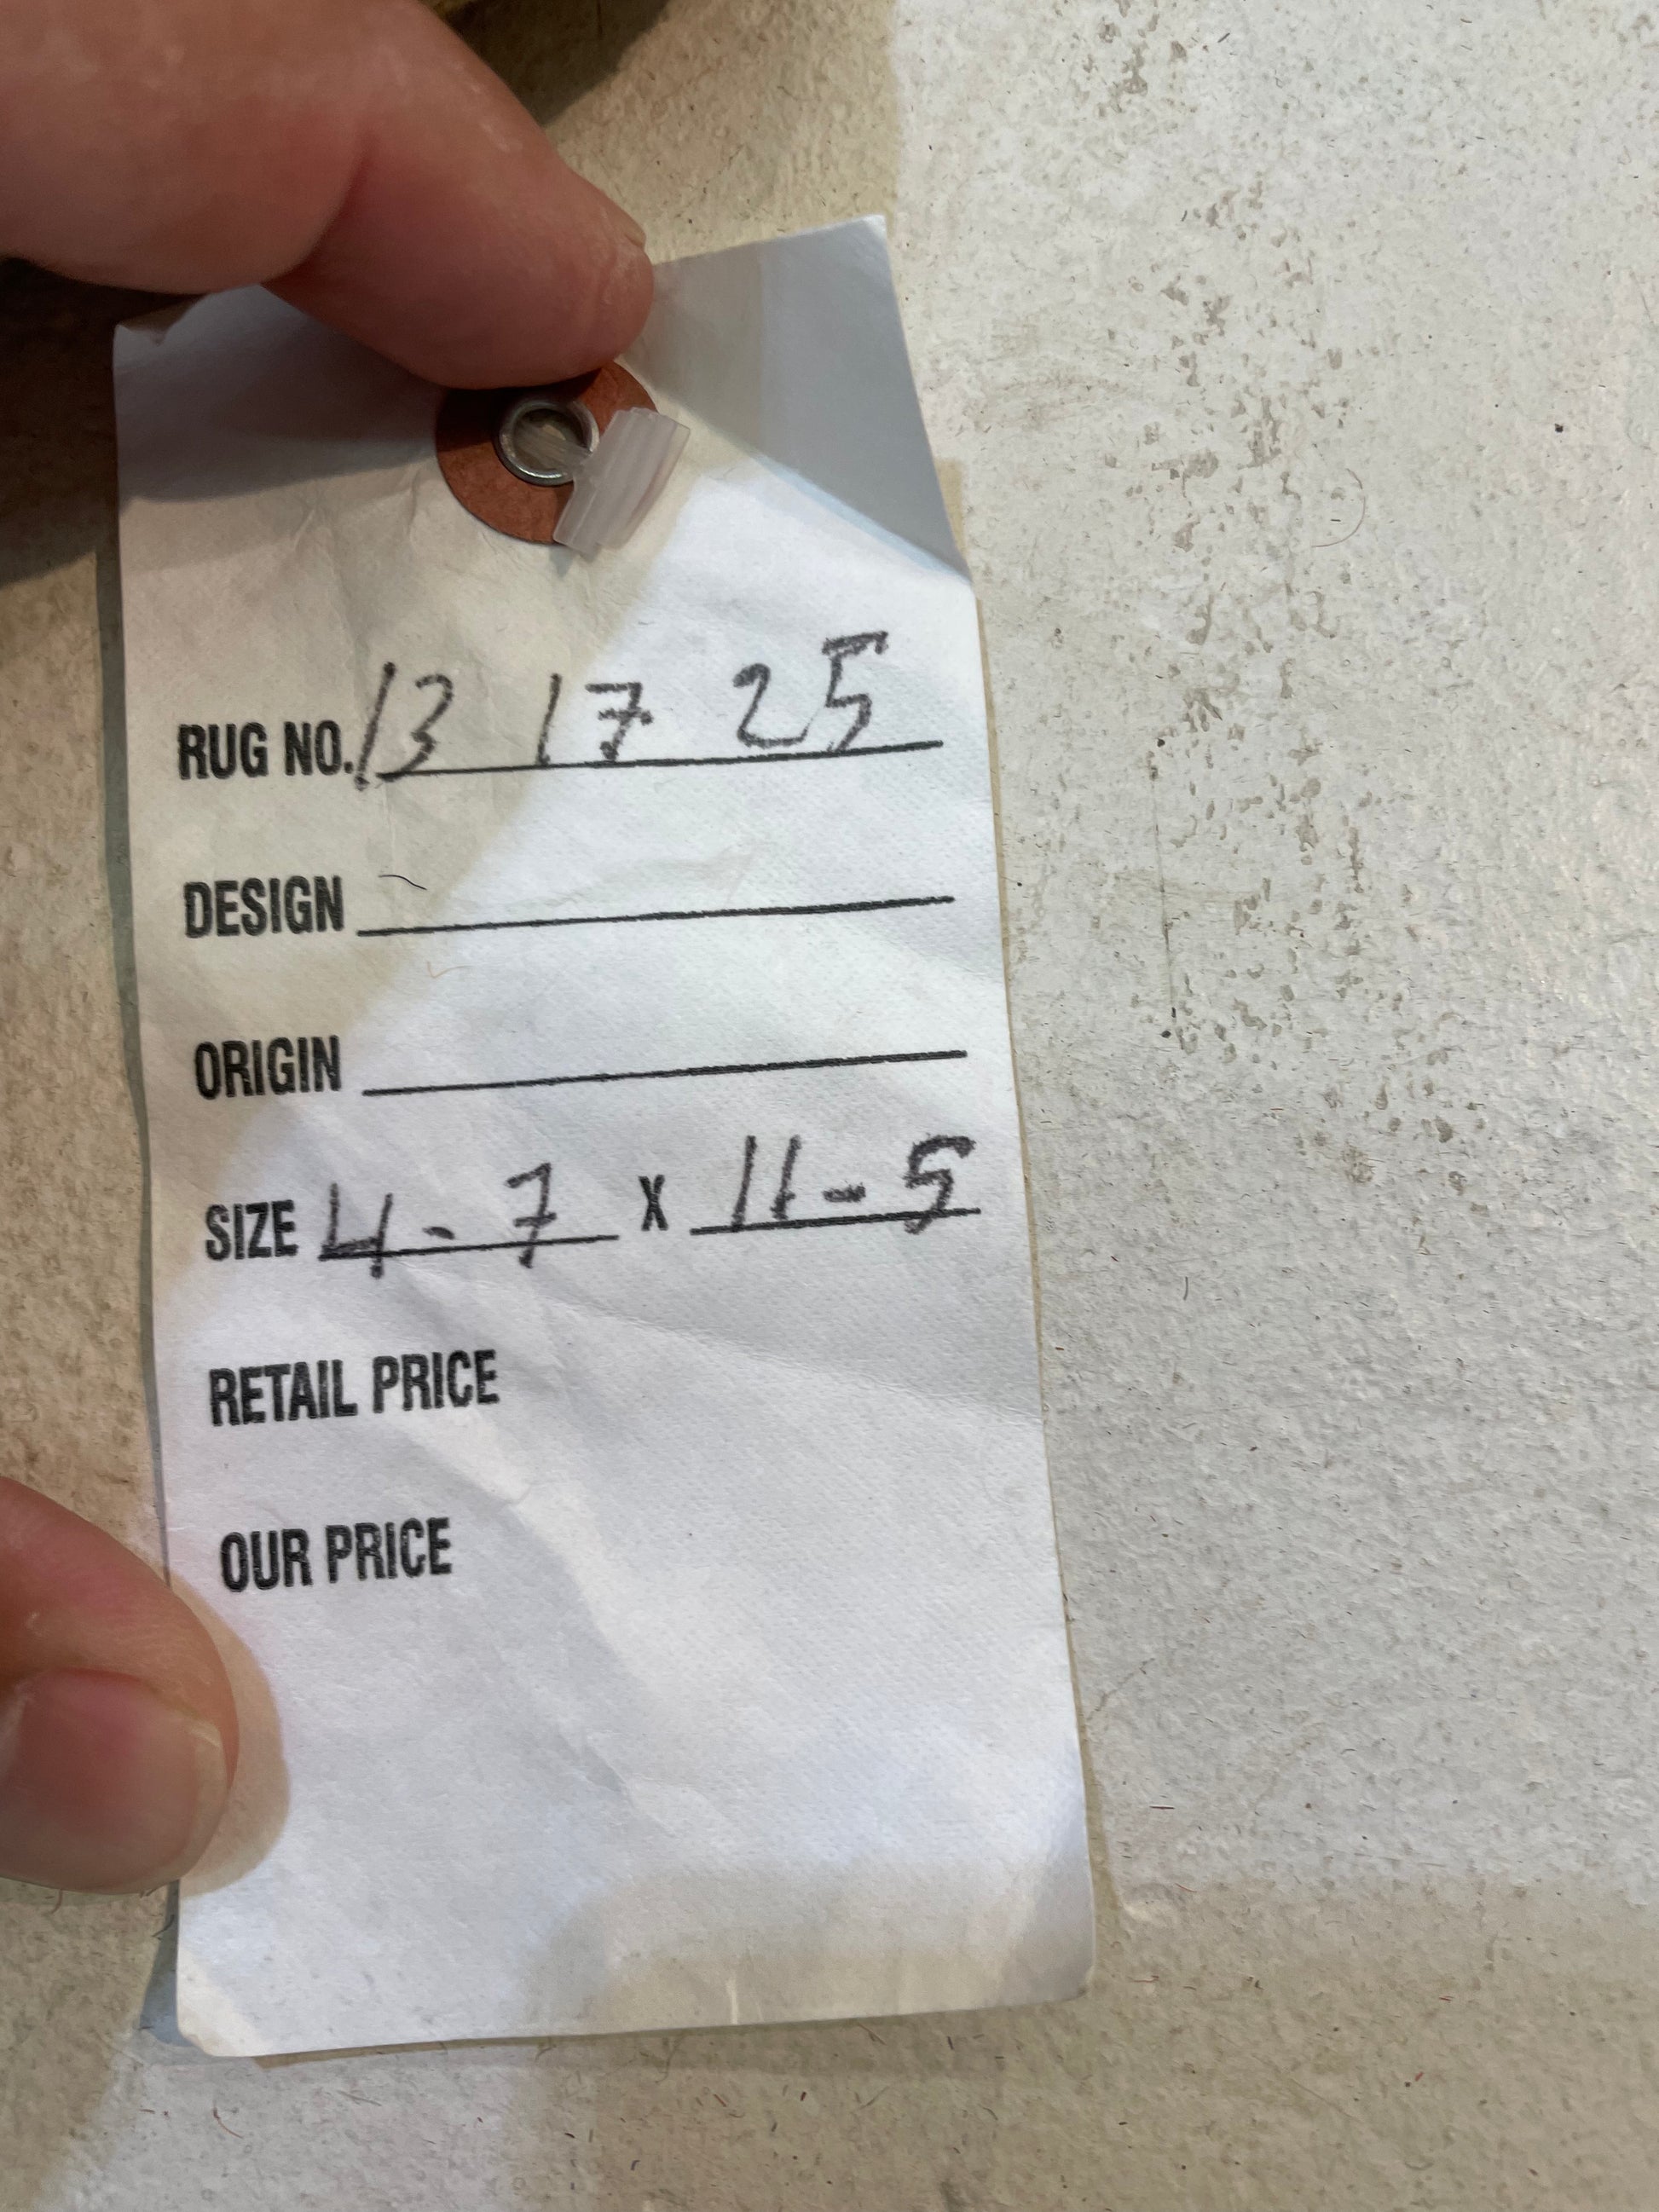 RUG NO. 13 17 25
DESIGN
ORIGIN
SIZE 4-7 X 11-5
RETAIL PRICE
OUR PRICE